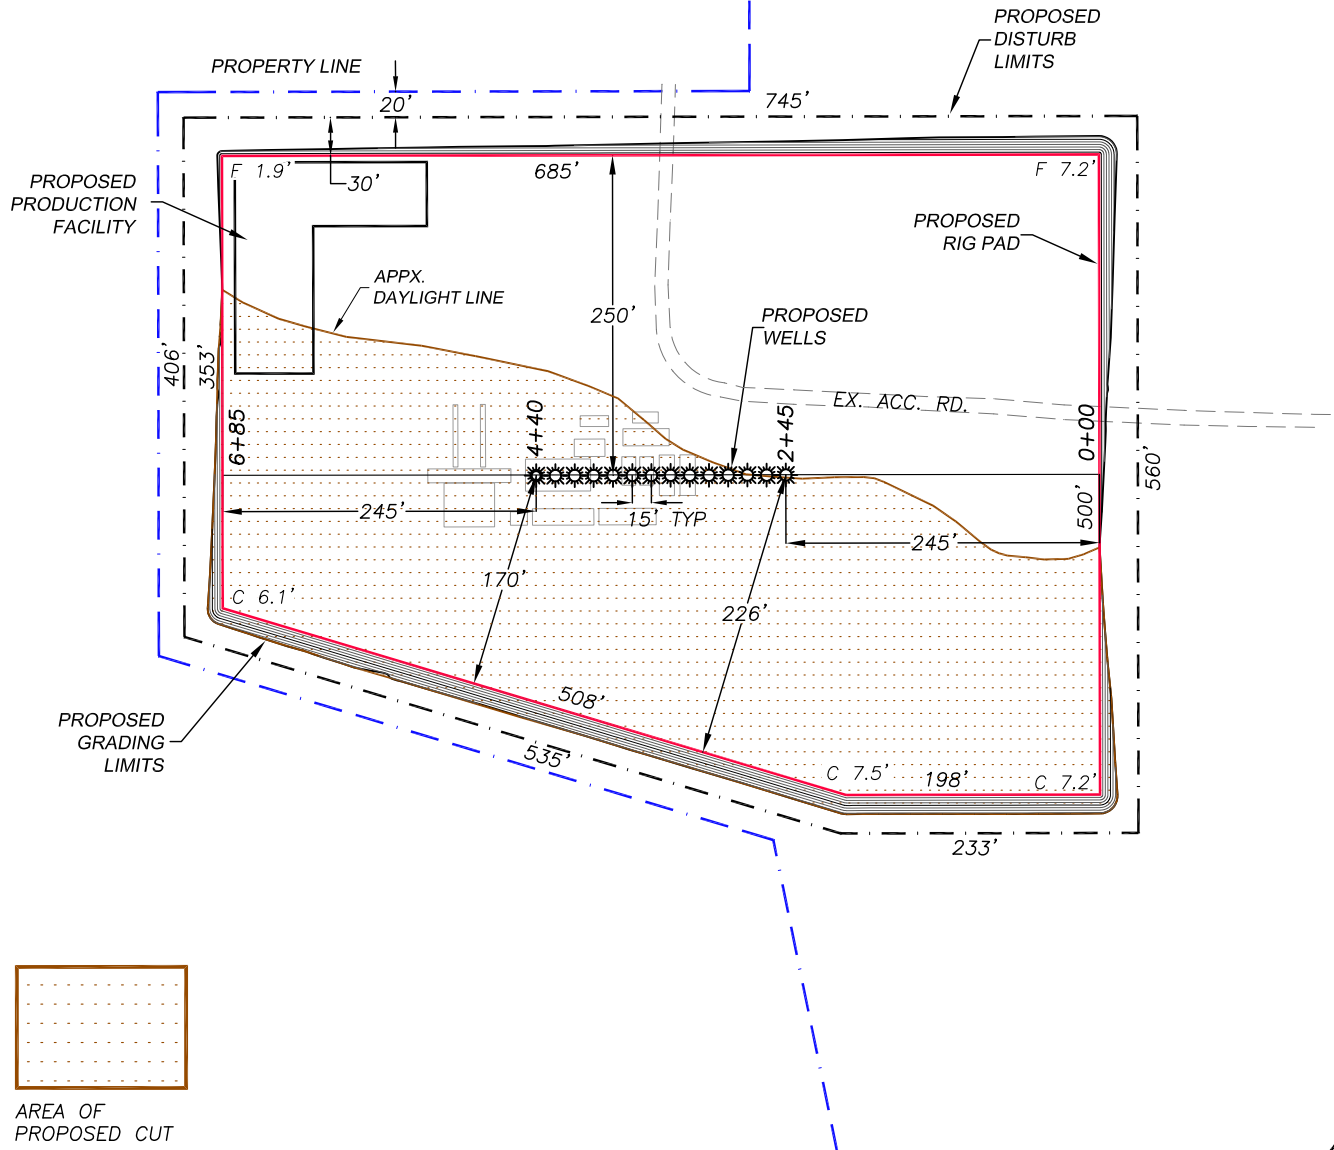 PROPOSED
DISTURB
LIMITS
PROPERTY LINE
20'
745'
F 1.9'
30'
685'
F 7.2'
PROPOSED
PRODUCTION
FACILITY
PROPOSED
RIG PAD
APPX.
DAYLIGHT LINE
250'
PROPOSED
WELLS
406'
353'
6+85
4+40
2+45
EX. ACC. RD.
0+00
560'
500'
245'
15' TYP
245'
170'
226'
C 6.1'
508'
535'
PROPOSED
GRADING
LIMITS
C 7.5'
198'
C 7.2'
233'
AREA OF
PROPOSED CUT